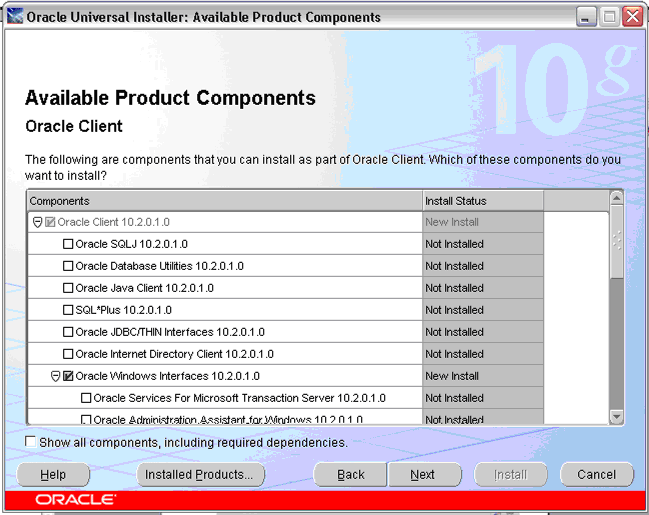 Oracle Universal Installer: Available Product Components
10g
Available Product Components
Oracle Client
The following are components that you can install as part of Oracle Client. Which of these components do you
want to install?
Components Install Status
Oracle Client 10.2.0.1.0 New Install
Oracle SQLJ 10.2.0.1.0 Not Installed
Oracle Database Utilities 10.2.0.1.0 Not Installed
Oracle Java Client 10.2.0.1.0 Not Installed
SQL*Plus 10.2.0.1.0 Not Installed
Oracle JDBC/THIN Interfaces 10.2.0.1.0 Not Installed
Oracle Internet Directory Client 10.2.0.1.0 Not Installed
Oracle Windows Interfaces 10.2.0.1.0 New Install
Oracle Services For Microsoft Transaction Server 10.2.0.1.0 Not Installed
Oracle Administration Assistant for Windows 10.2.0.1.0 Not Installed
Show all components, including required dependencies.
Help Installed Products... Back Next Install Cancel
ORACLE